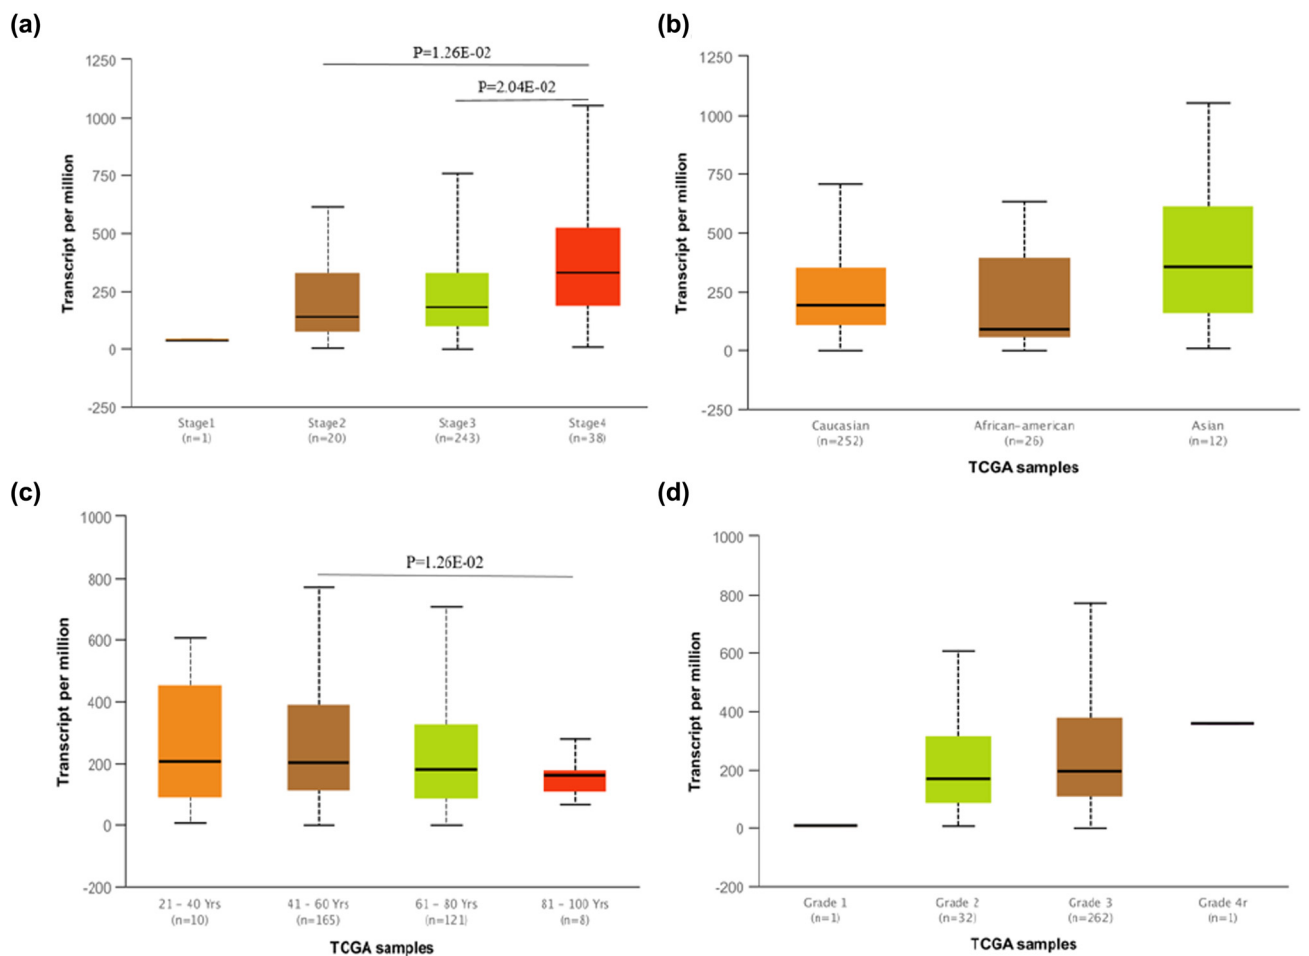 (a)
P=1.26E-02
P=2.04E-02
1250
1000
750
500
250
0
-250
Transcript per million
Stage1
(n=1)
Stage2
(n=20)
Stage3
(n=243)
Stage4
(n=38)
(b)
1250
1000
750
500
250
0
-250
Transcript per million
Caucasian
(n=252)
African-american
(n=26)
Asian
(n=12)
TCGA samples
(c)
P=1.26E-02
1000
800
600
400
200
0
-200
Transcript per million
21 - 40 Yrs
(n=10)
41 - 60 Yrs
(n=165)
61 - 80 Yrs
(n=121)
81 - 100 Yrs
(n=8)
TCGA samples
(d)
1000
800
600
400
200
0
-200
Transcript per million
Grade 1
(n=1)
Grade 2
(n=32)
Grade 3
(n=262)
Grade 4r
(n=1)
TCGA samples